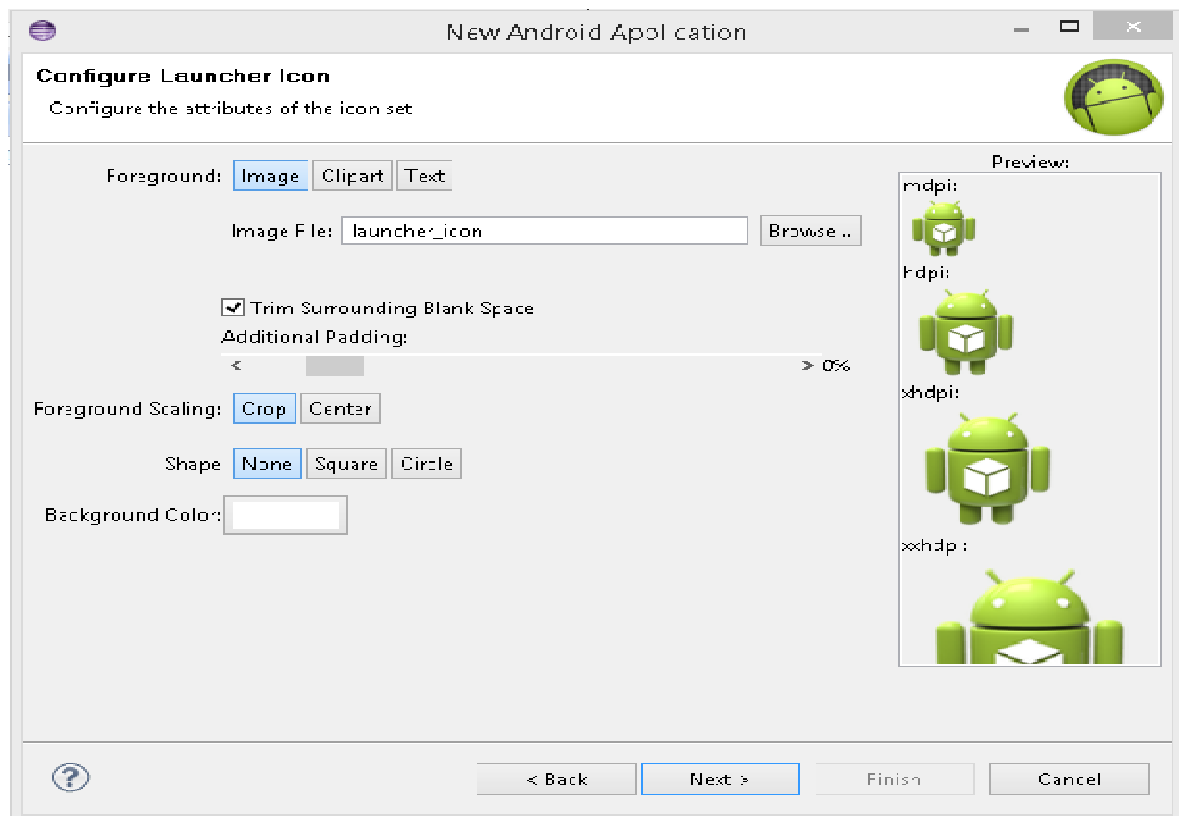 New Android Application
Configure Launcher Icon
Configure the attributes of the icon set
Foreground: Image Clipart Text
Image File: launcher_icon Browse...
Trim Surrounding Blank Space
Additional Padding:
< > 0%
Foreground Scaling: Crop Center
Shape None Square Circle
Background Color:
Preview:
mdpi:
hdpi:
xhdpi:
xxhdpi:
? < Back Next > Finish Cancel